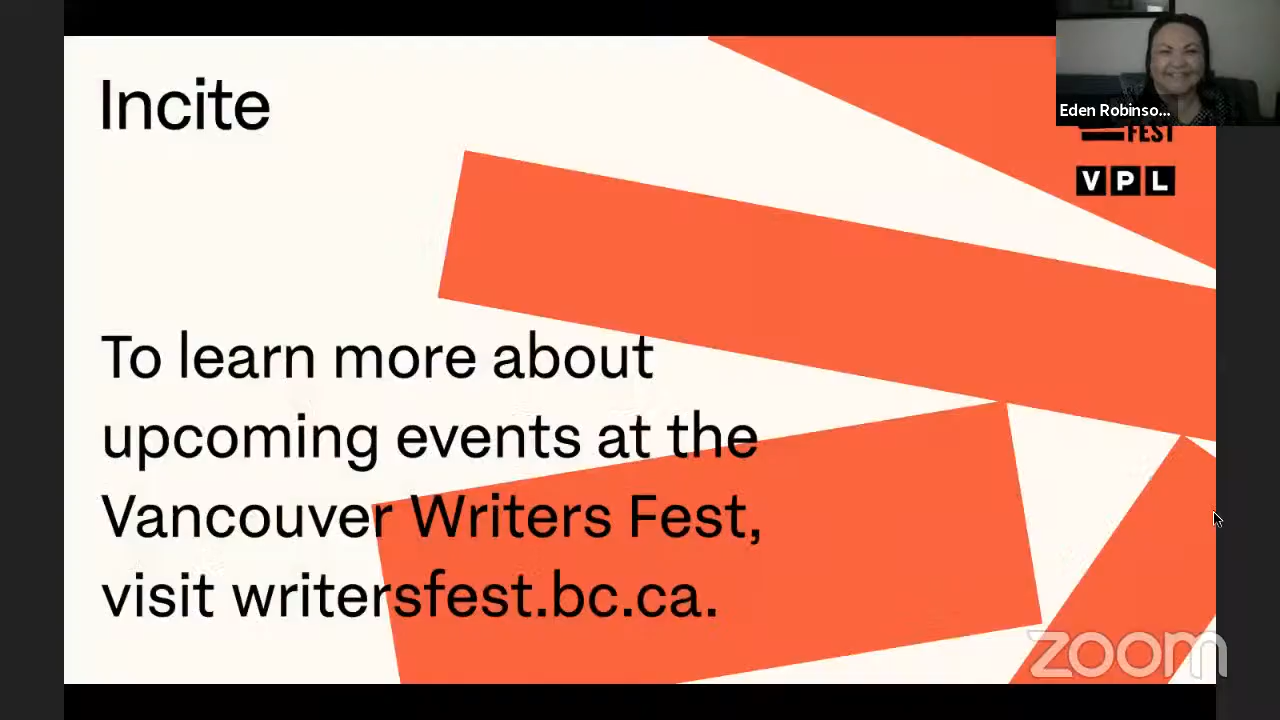 Incite
Eden Robinso...
FEST
VPL
To learn more about
upcoming events at the
Vancouver Writers Fest,
visit writersfest.bc.ca.
zoom